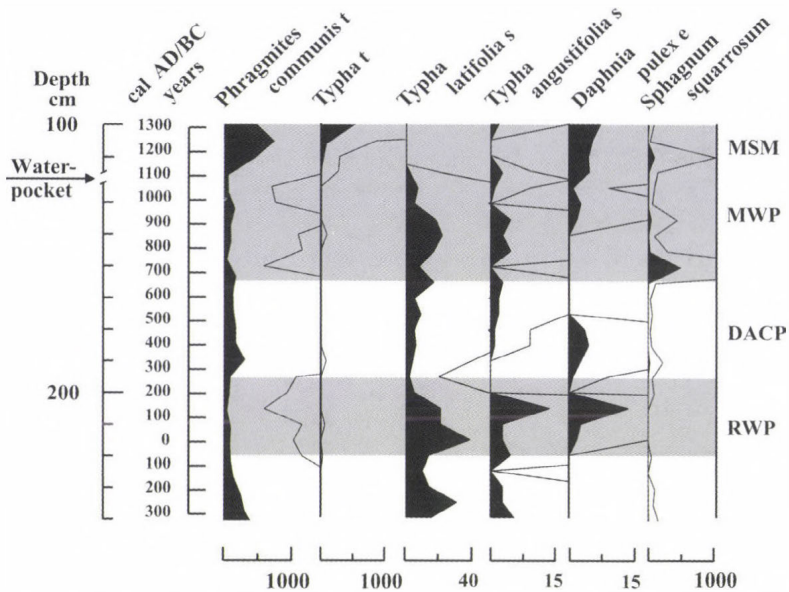 Depth
cm
cal AD/BC
years
Phragmites
communis t
Typha t
Typha
latifolia s
Typha
angustifolia s
Daphnia
pulex e
Sphagnum
squarrosum
100
Water-
pocket
200
1300
1200
1000
900
800
700
600
500
400
300
200
100
0
100
200
300
MSM
MWP
DACP
RWP
1000
1000
40
15
15
1000